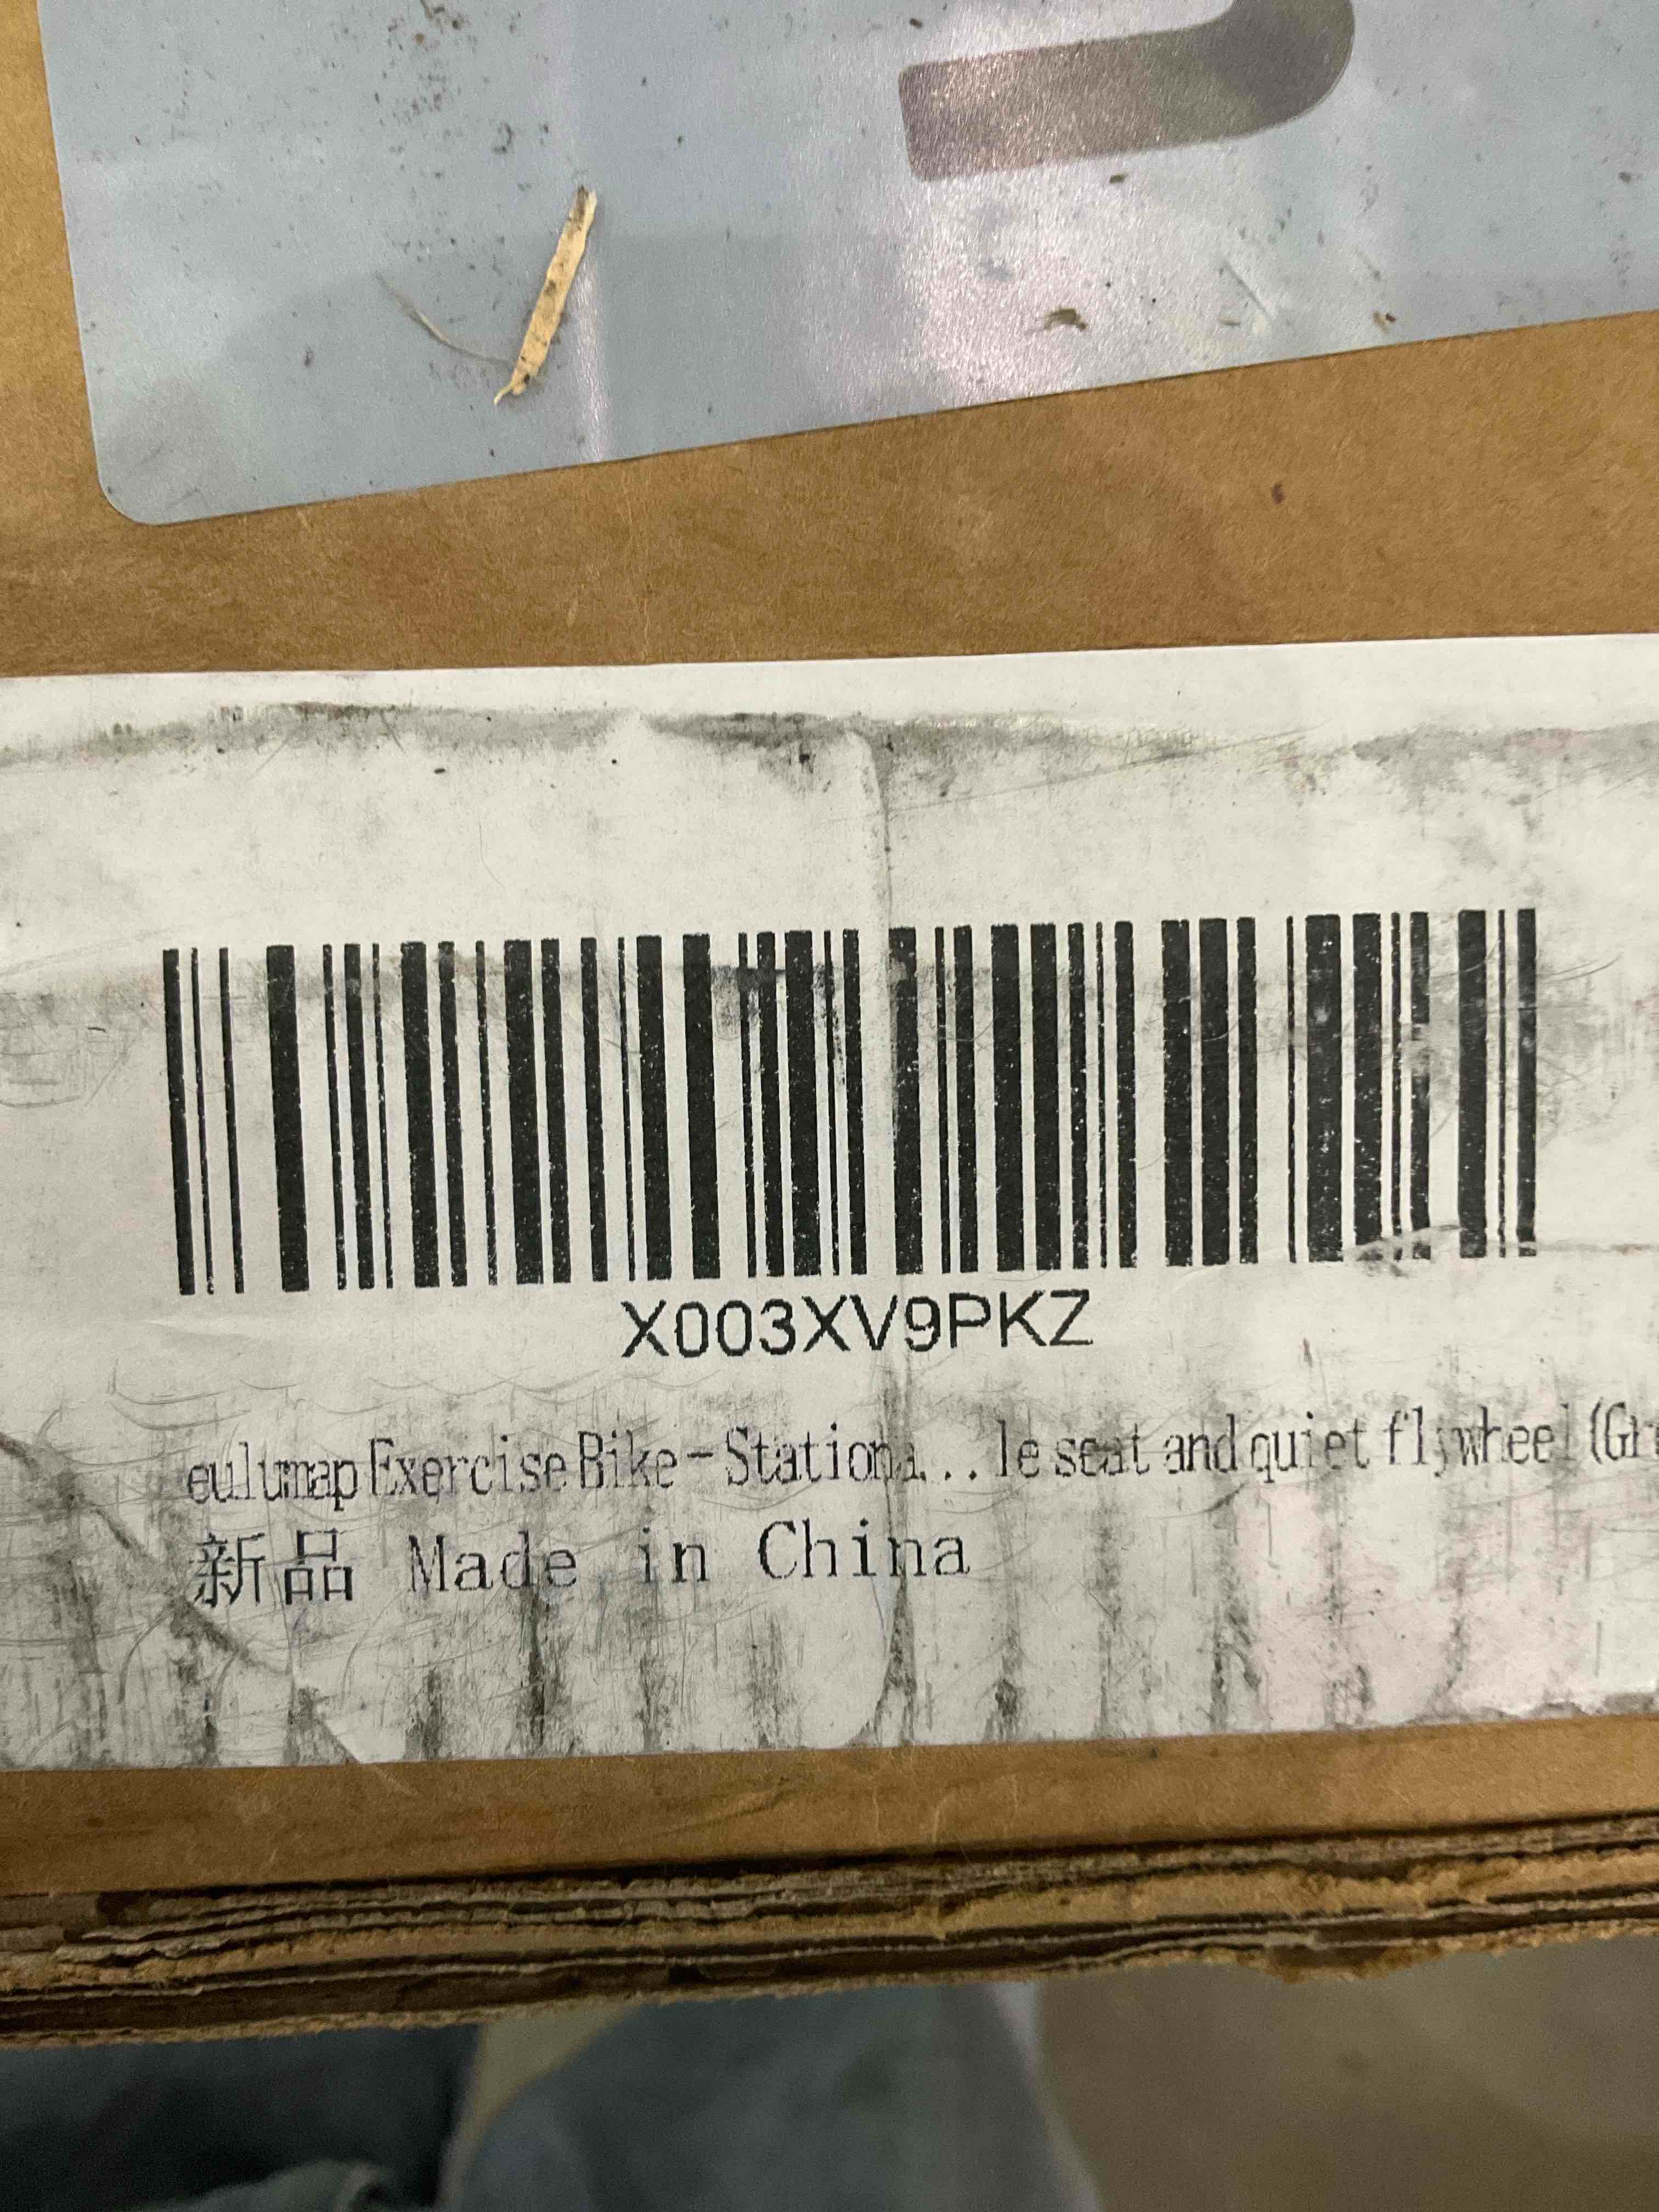 X003XV9PKZ
eulumap Exercise Bike-Stationa...le seat and quiet flywheel
新品 Made in China